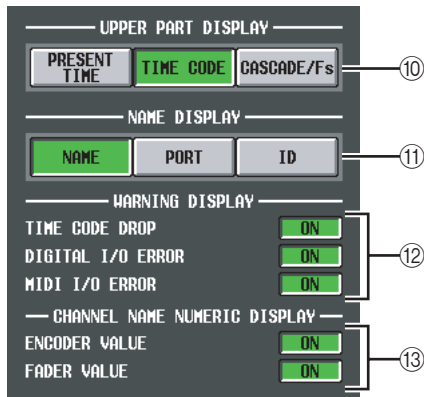 UPPER PART DISPLAY
PRESENT TIME TIME CODE CASCADE/Fs ⑩
NAME DISPLAY
NAME PORT ID ⑪
WARNING DISPLAY
TIME CODE DROP ON
DIGITAL I/O ERROR ON ⑫
MIDI I/O ERROR ON
CHANNEL NAME NUMERIC DISPLAY
ENCODER VALUE ON ⑬
FADER VALUE ON